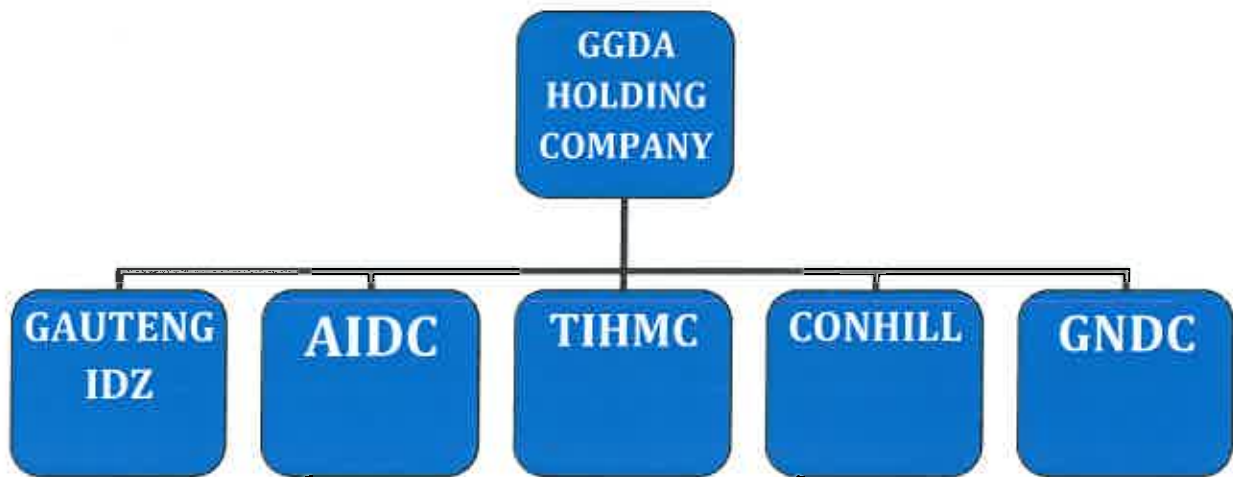 GGDA
HOLDING
COMPANY
GAUTENG
IDZ
AIDC
TIHMC
CONHILL
GNDC